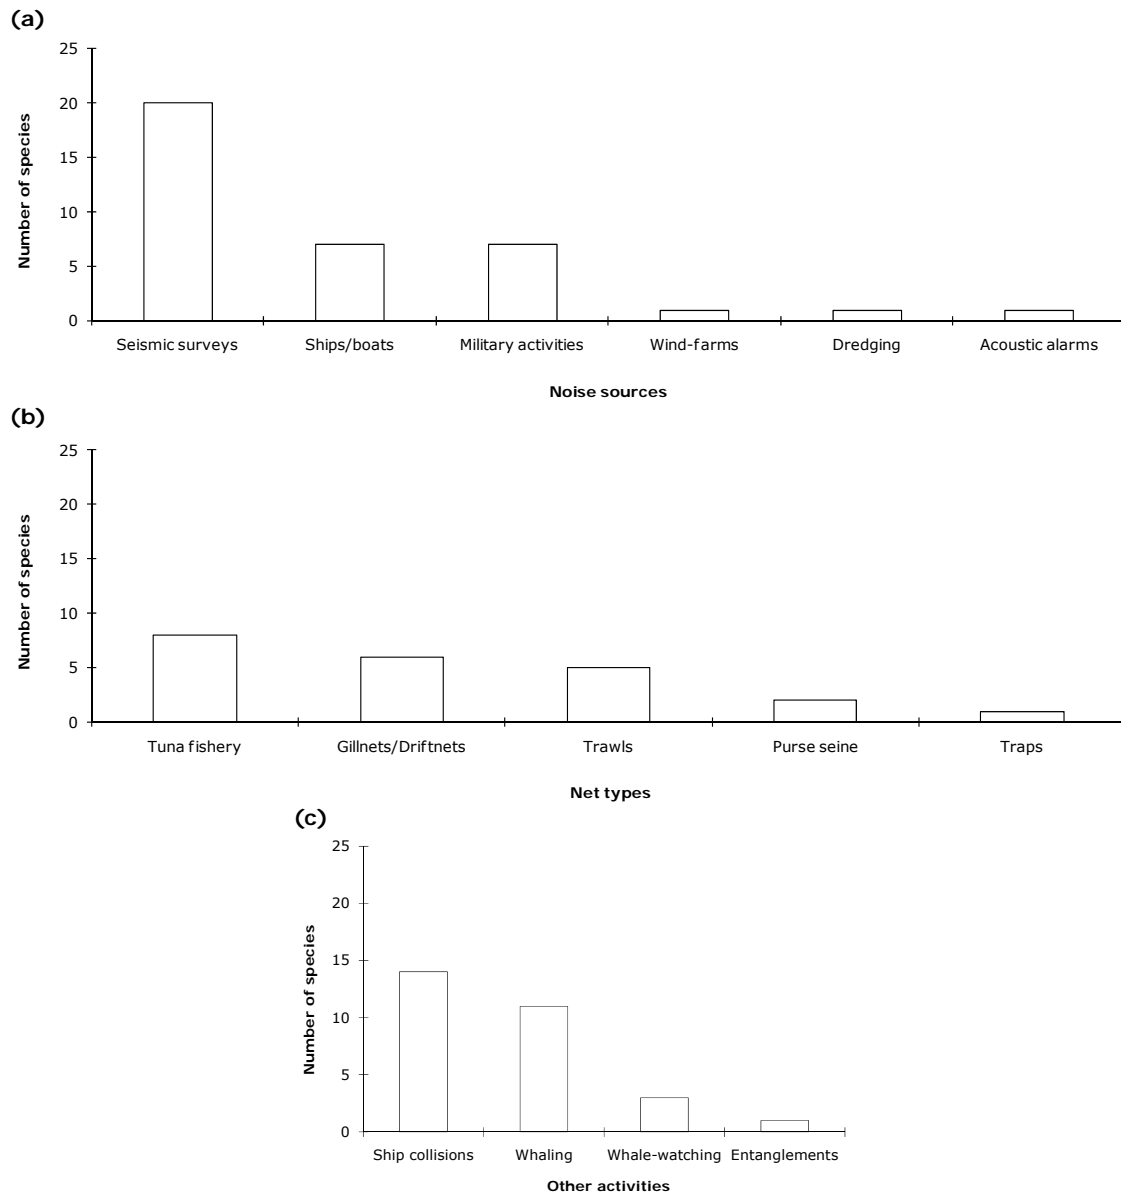 (a)
25
20
15
10
5
0
Number of species
Seismic surveys Ships/boats Military activities Wind-farms Dredging Acoustic alarms
Noise sources
(b)
25
20
15
10
5
0
Number of species
Tuna fishery Gillnets/Driftnets Trawls Purse seine Traps
Net types
(c)
25
20
15
10
5
0
Number of species
Ship collisions Whaling Whale-watching Entanglements
Other activities